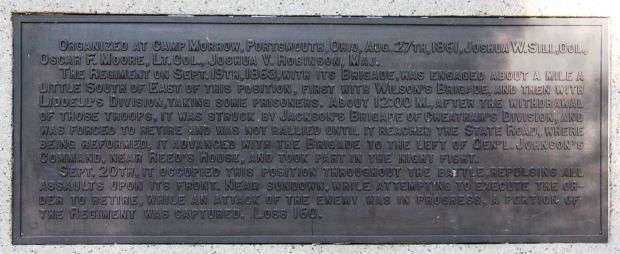 ORGANIZED AT CAMP MORROW, PORTSMOUTH, OHIO, AUG. 27TH, 1861, JOSHUA W. SILL, COL.,
OSCAR F. MOORE, LT. COL., JOSHUA V. ROBINSON, MAJ.
THE REGIMENT ON SEPT. 19TH, 1863, WITH ITS BRIGADE, WAS ENGAGED ABOUT A MILE A
LITTLE SOUTH OF EAST OF THIS POSITION, FIRST WITH WILSON'S BRIGADE, AND THEN WITH
LIDDELL'S DIVISION, TAKING SOME PRISONERS. ABOUT 12:00 M., AFTER THE WITHDRAWAL
OF THOSE TROOPS, IT WAS STRUCK BY JACKSON'S BRIGADE OF CHEATHAM'S DIVISION, AND
WAS FORCED TO RETIRE AND WAS NOT RALLIED UNTIL IT REACHED THE STATE ROAD, WHERE
BEING REFORMED, IT ADVANCED WITH THE BRIGADE TO THE LEFT OF GEN'L JOHNSON'S
COMMAND, NEAR REED'S HOUSE, AND TOOK PART IN THE NIGHT FIGHT.
SEPT. 20TH, IT OCCUPIED THIS POSITION THROUGHOUT THE BATTLE REPULSING ALL
ASSAULTS UPON ITS FRONT. NEAR SUNDOWN, WHILE ATTEMPTING TO EXECUTE THE OR-
DER TO RETIRE, WHILE AN ATTACK OF THE ENEMY WAS IN PROGRESS, A PORTION OF
THE REGIMENT WAS CAPTURED. LOSS 160.